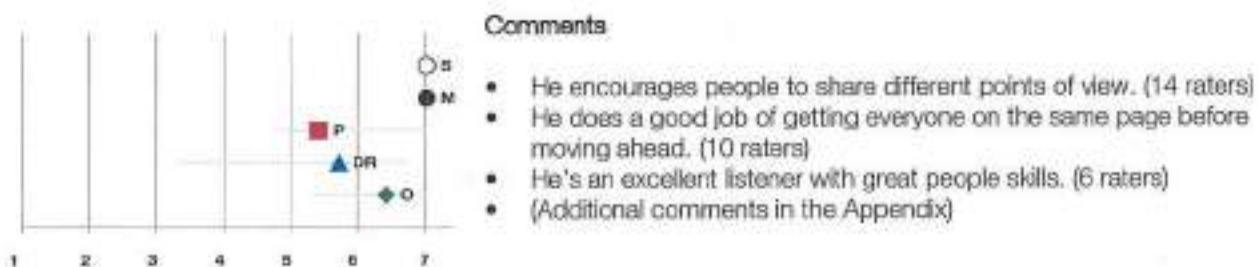 Comments
S
M
P
DR
O
• He encourages people to share different points of view. (14 raters)
• He does a good job of getting everyone on the same page before
moving ahead. (10 raters)
• He's an excellent listener with great people skills. (6 raters)
• (Additional comments in the Appendix)
1 2 3 4 5 6 7